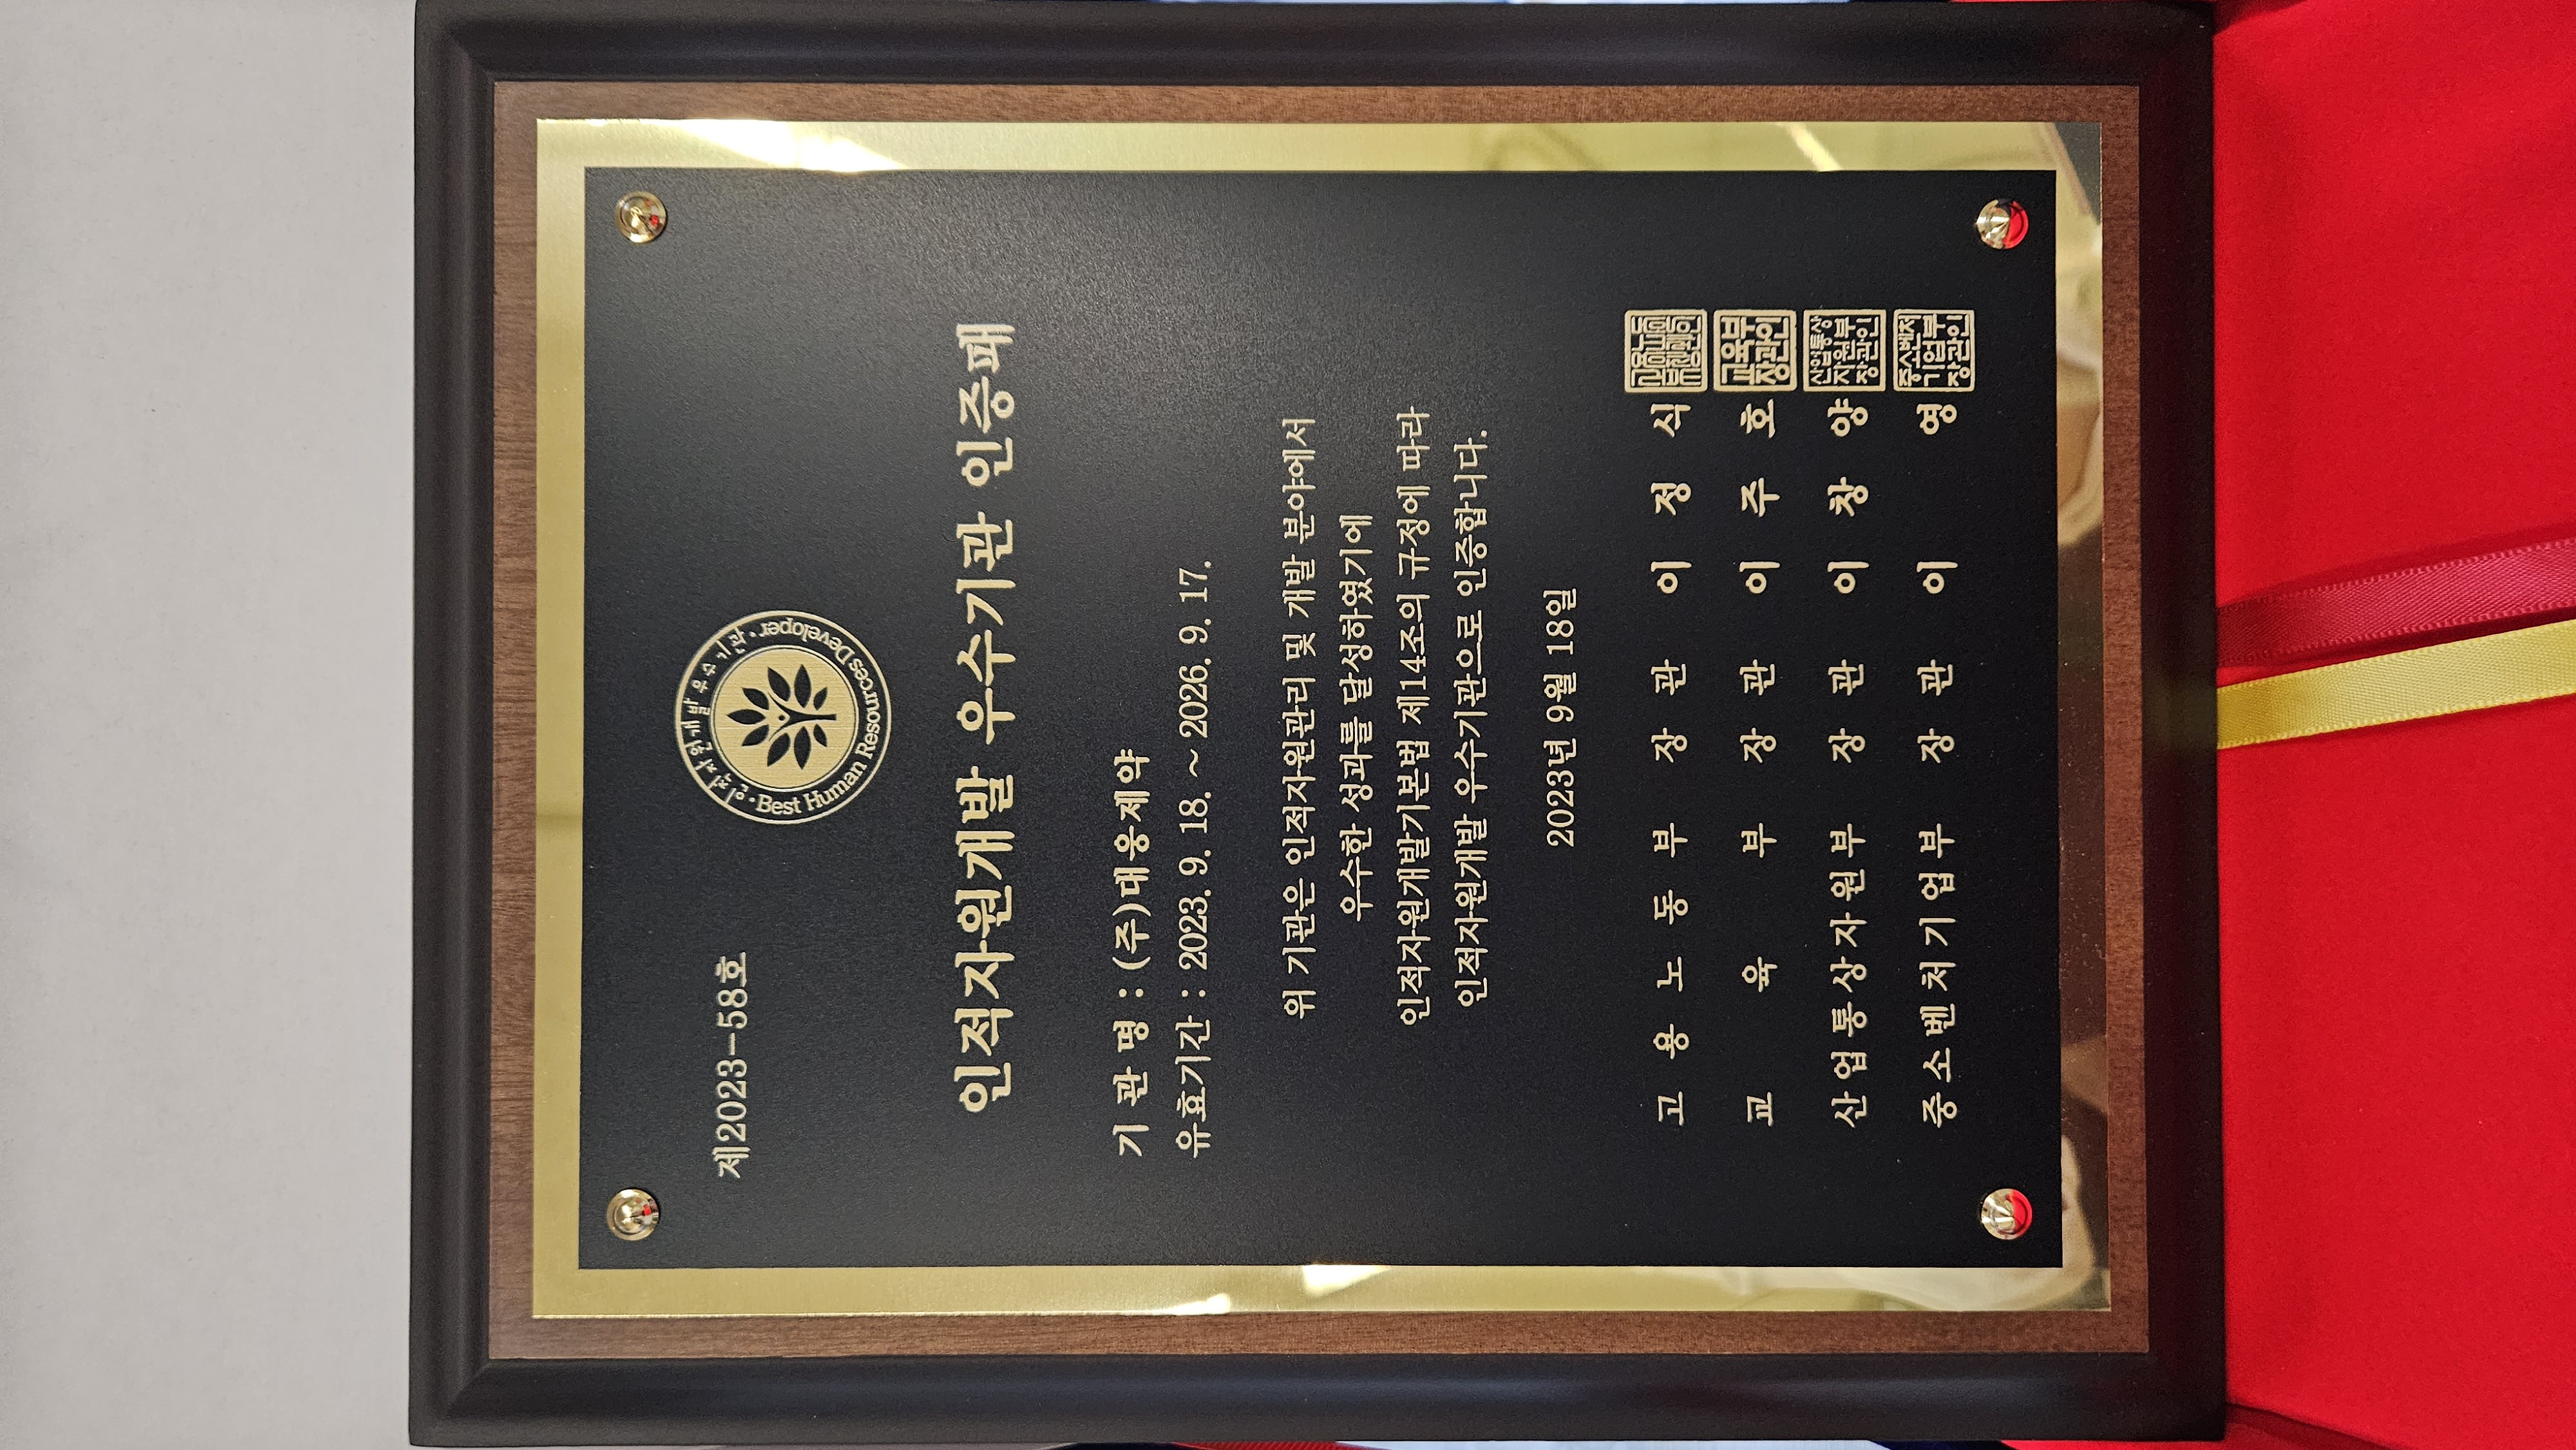 제2023-58호
·인적자원개발 우수기관·
Best Human Resources Developer
인적자원개발 우수기관 인증패
기 관 명 : (주)대웅제약
유효기간 : 2023. 9. 18. ~ 2026. 9. 17.
위 기관은 인적자원관리 및 개발 분야에서
우수한 성과를 달성하였기에
인적자원개발기본법 제14조의 규정에 따라
인적자원개발 우수기관으로 인증합니다.
2023년 9월 18일
고용노동부 장관 이정식
교육부 장관 이주호
교육부
장관인
산업통상자원부 장관 이창양
산업통상
자원부
장관인
중소벤처기업부 장관 이영
중소벤처
기업부
장관인